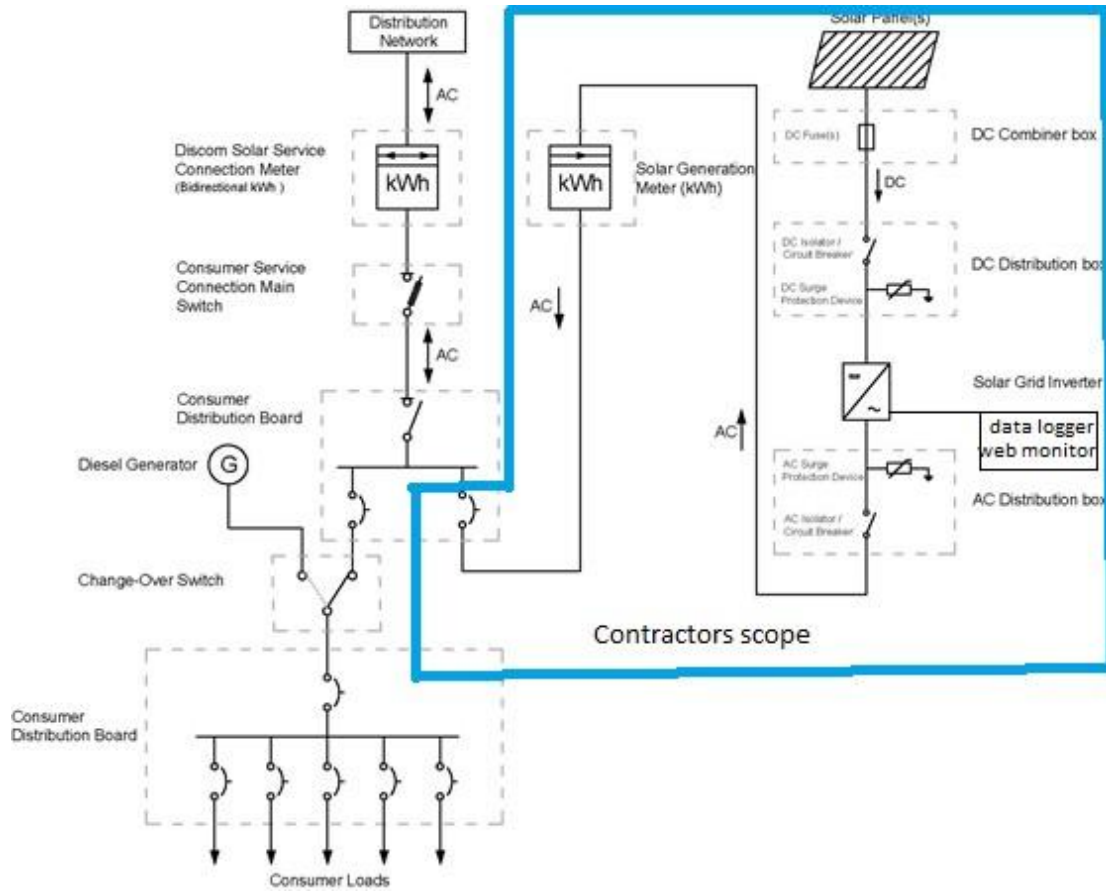 Distribution
Network
AC
Discom Solar Service
Connection Meter
(Bidirectional kWh )
kWh
Consumer Service
Connection Main
Switch
AC
Consumer
Distribution Board
Diesel Generator
G
Change-Over Switch
Consumer
Distribution Board
Consumer Loads
kWh
Solar Generation
Meter (kWh)
AC
AC
Solar Panel(s)
DC Fuse(s)
DC Combiner box
DC
DC Isolator /
Circuit Breaker
DC Surge
Protection Device
DC Distribution box
Solar Grid Inverter
data logger
web monitor
AC Surge
Protection Device
AC Isolator /
Circuit Breaker
AC Distribution box
Contractors scope